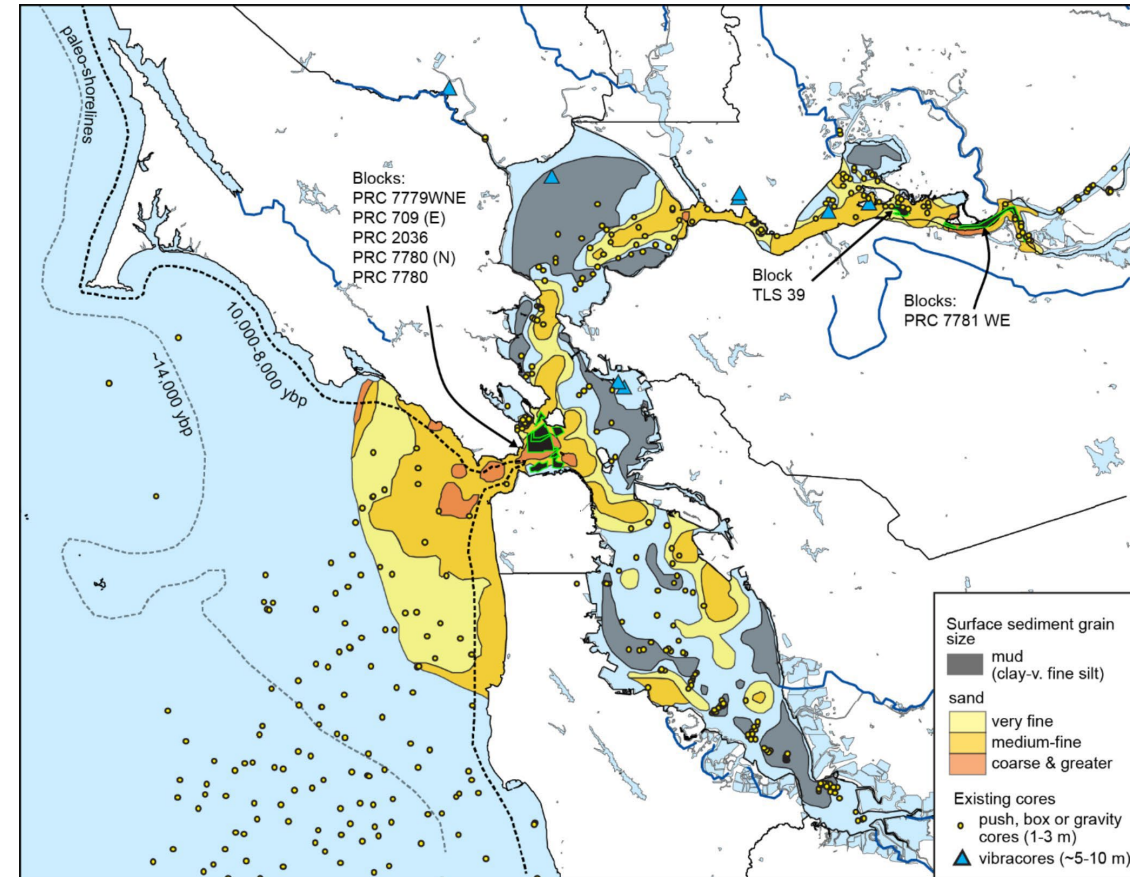 paleo-shorelines
Blocks:
PRC 7779WNE
PRC 709 (E)
PRC 2036
PRC 7780 (N)
PRC 7780
Block
TLS 39
Blocks:
PRC 7781 WE
10,000-8,000 ybp
~14,000 ybp
Surface sediment grain
size
mud
(clay-v. fine silt)
sand
very fine
medium-fine
coarse & greater
Existing cores
push, box or gravity
cores (1-3 m)
vibracores (~5-10 m)